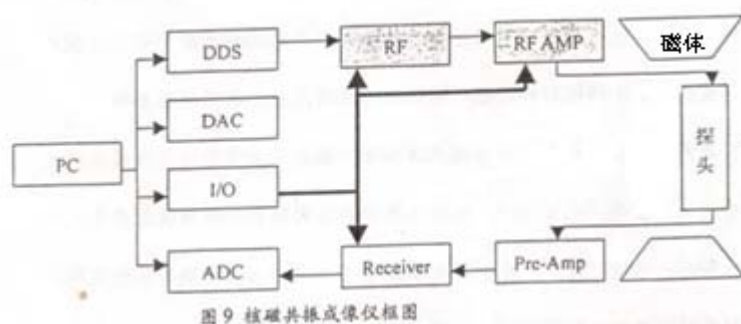 DDS
RF
RF AMP
磁体
DAC
PC
I/O
探头
ADC
Receiver
Pre-Amp
图9 核磁共振成像仪框图